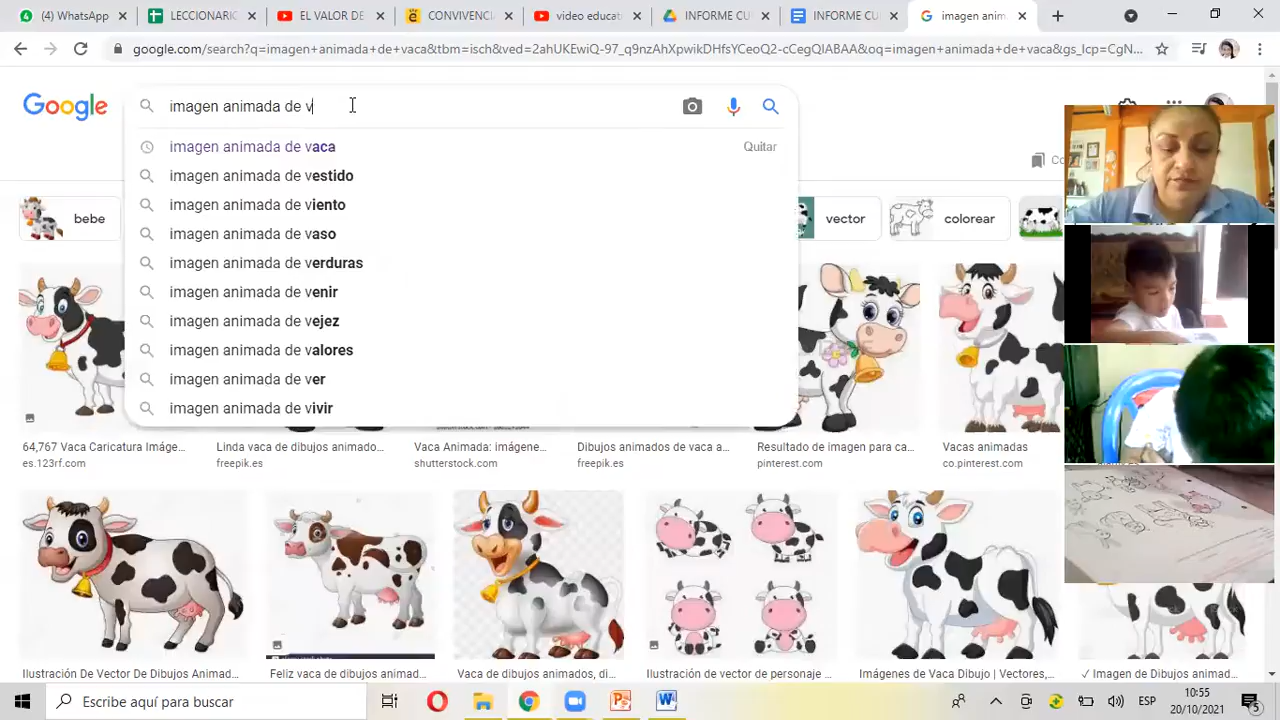 (4) WhatsA
LECCIONARIO
EL VALOR DE
CONVIVENCI
video educat
INFORME CU
INFORME CU
imagen anim
google.com/search?q=imagen+animada+de+vaca&tbm=isch&ved=2ahUKEwiQ-97_q9nzAhXpwikDHfsYCeoQ2-cCegQIABAA&oq=imagen+animada+de+vaca&gs_lcp=CgN...
Google
imagen animada de v
imagen animada de vaca
Quitar
imagen animada de vestido
imagen animada de viento
imagen animada de vaso
imagen animada de verduras
imagen animada de venir
imagen animada de vejez
imagen animada de valores
imagen animada de ver
imagen animada de vivir
Co
bebe
vector
colorear
64,767 Vaca Caricatura Imáge...
Linda vaca de dibujos animado...
Vaca Animada: imágene...
Dibujos animados de vaca a...
Resultado de imagen para ca...
Vacas animadas
es.123rf.com
freepik.es
shutterstock.com
freepik.es
pinterest.com
co.pinterest.com
Ilustración De Vector De Dibujos Animad...
Feliz vaca de dibujos animad...
Vaca de dibujos animados, di...
Ilustración de vector de personaje ...
Imágenes de Vaca Dibujo | Vectores,...
✓ Imagen de Dibujos animad...
Escribe aquí para buscar
ESP
10:55
20/10/2021
5